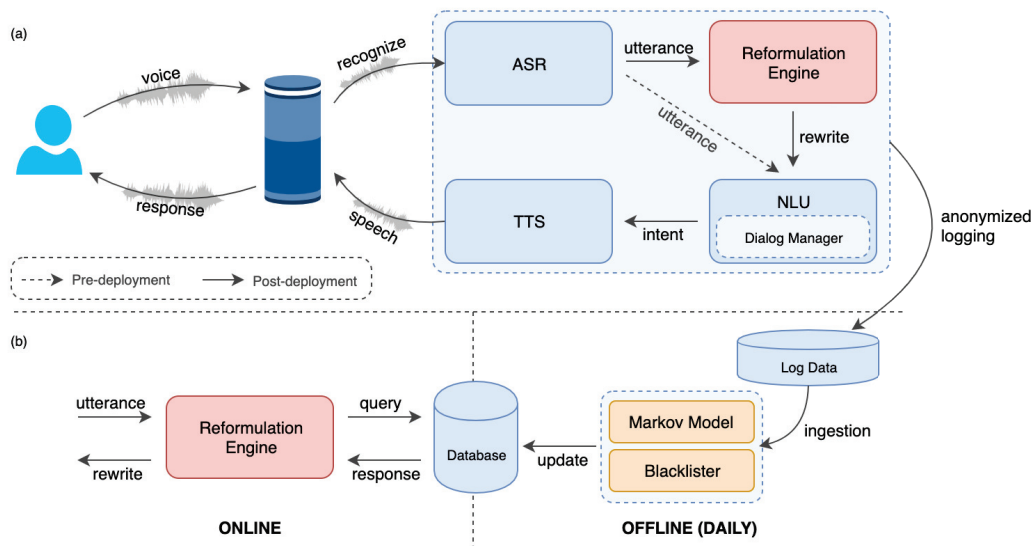 (a)
voice
recognize
ASR
utterance
Reformulation
Engine
utterance
rewrite
response
speech
TTS
intent
NLU
Dialog Manager
anonymized
logging
Pre-deployment
Post-deployment
(b)
Log Data
utterance
rewrite
Reformulation
Engine
query
response
Database
update
Markov Model
Blacklister
ingestion
ONLINE
OFFLINE (DAILY)